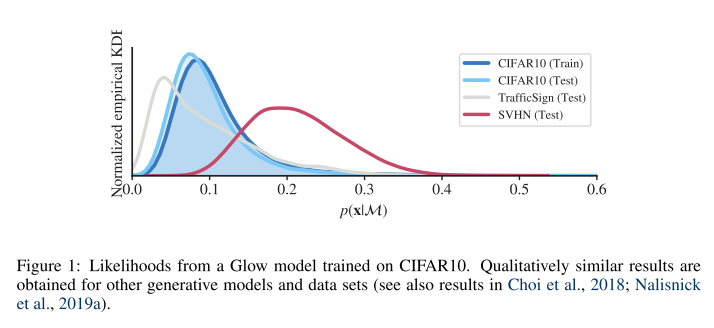 Normalized empirical KDE
CIFAR10 (Train)
CIFAR10 (Test)
TrafficSign (Test)
SVHN (Test)
0.0 0.1 0.2 0.3 0.4 0.5 0.6
p(x|ℳ)
Figure 1: Likelihoods from a Glow model trained on CIFAR10. Qualitatively similar results are
obtained for other generative models and data sets (see also results in Choi et al., 2018; Nalisnick
et al., 2019a).